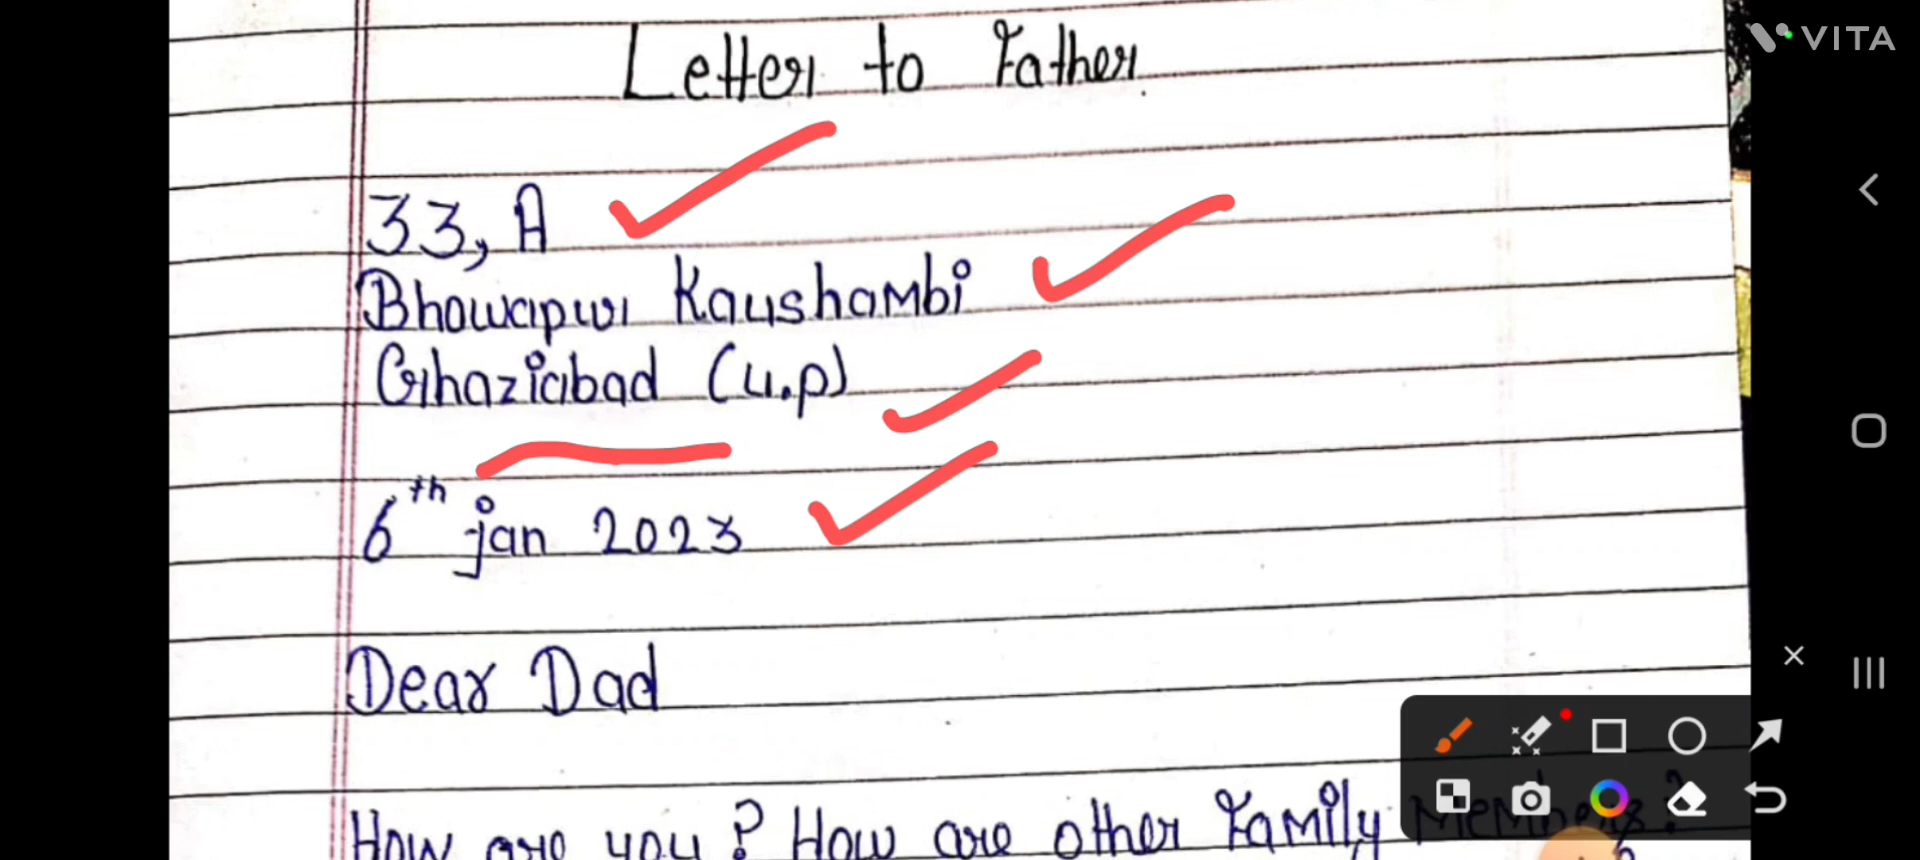 VITA
Letter to Father.
33, A
Bhowapur Kaushambi
Ghaziabad (U.p)
6th jan 2023
Dear Dad
How are you? How are other family Members?